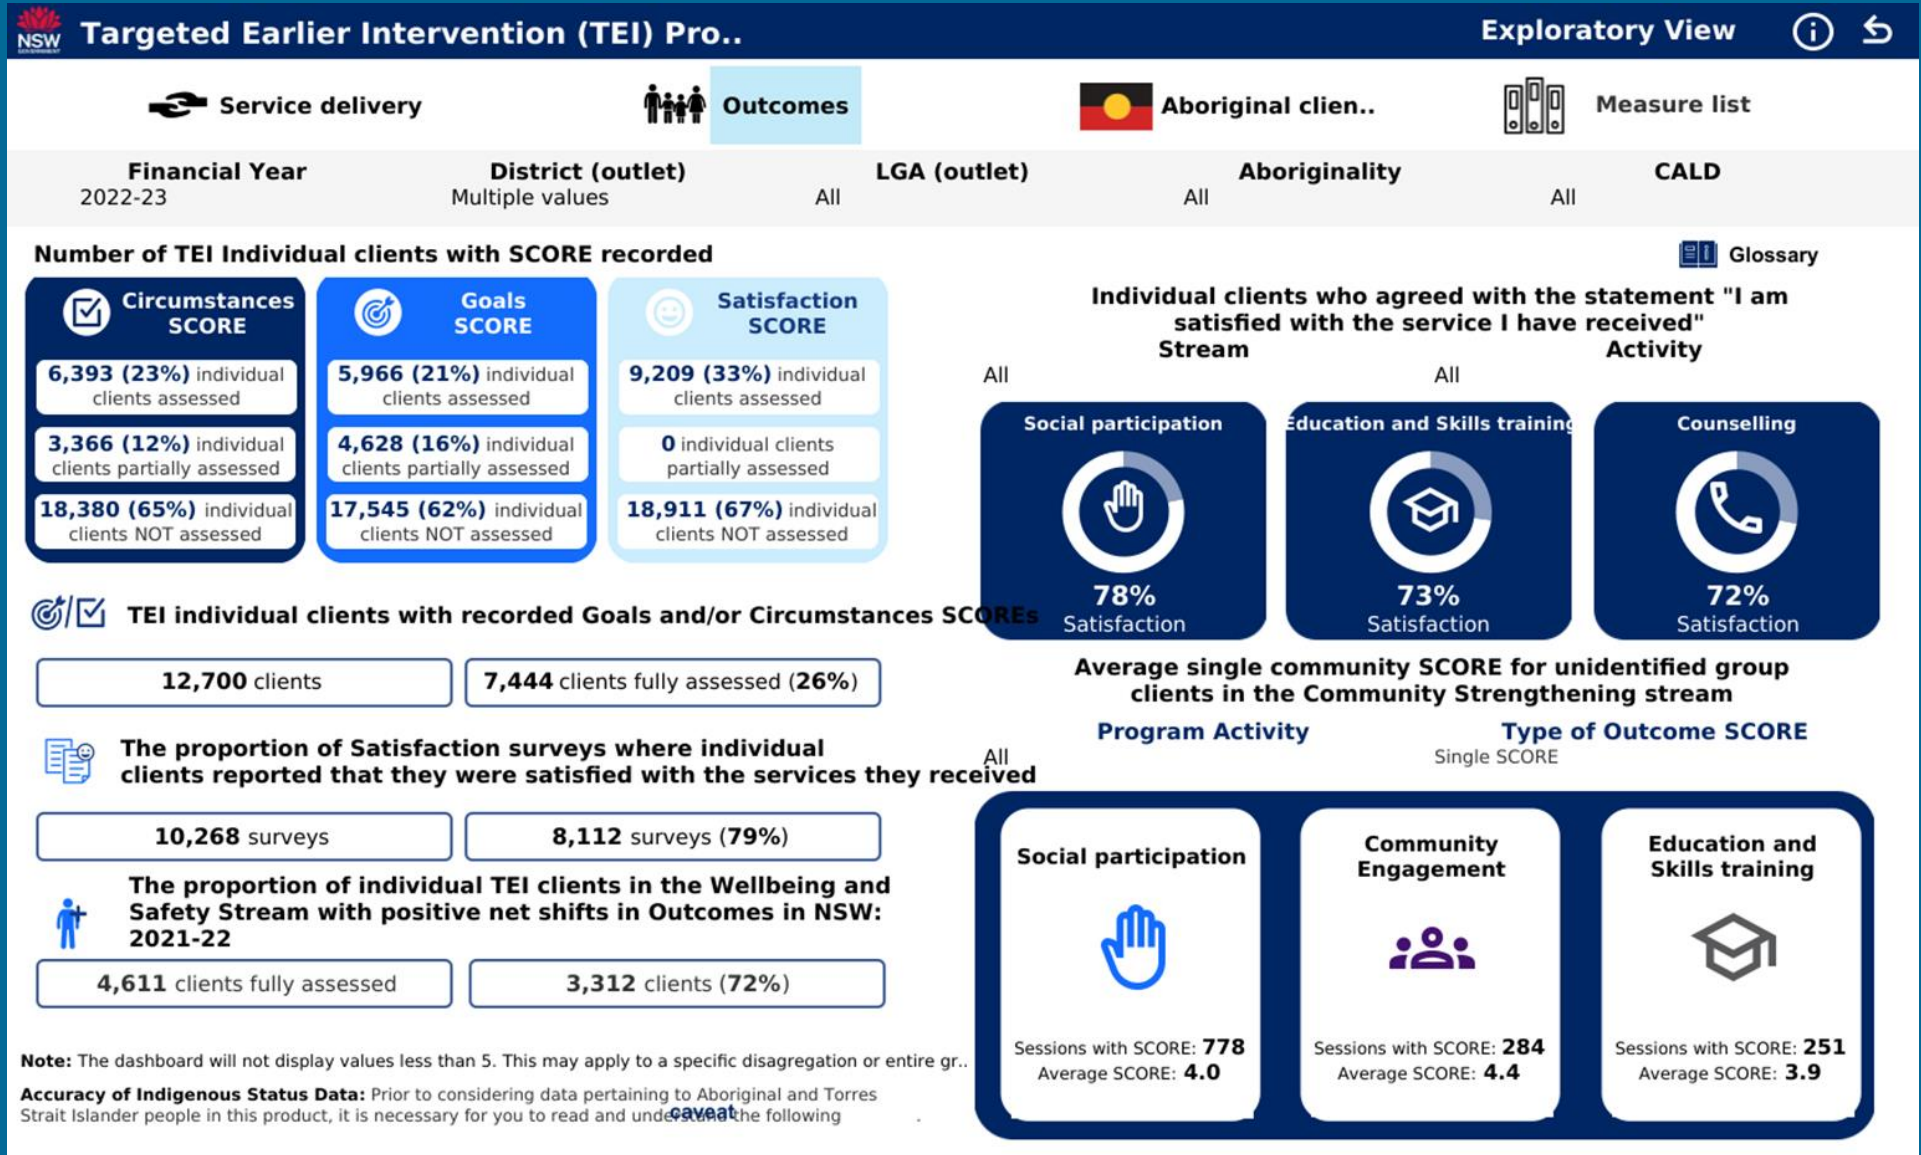 NSW
GOVERNMENT
Targeted Earlier Intervention (TEI) Pro..
Exploratory View
Service delivery
Outcomes
Aboriginal clien..
Measure list
Financial Year
2022-23
District (outlet)
Multiple values
LGA (outlet)
All
Aboriginality
All
CALD
All
Number of TEI Individual clients with SCORE recorded
Circumstances
SCORE
6,393 (23%) individual
clients assessed
3,366 (12%) individual
clients partially assessed
18,380 (65%) individual
clients NOT assessed
Goals
SCORE
5,966 (21%) individual
clients assessed
4,628 (16%) individual
clients partially assessed
17,545 (62%) individual
clients NOT assessed
Satisfaction
SCORE
9,209 (33%) individual
clients assessed
0 individual clients
partially assessed
18,911 (67%) individual
clients NOT assessed
TEI individual clients with recorded Goals and/or Circumstances SCOREs
12,700 clients
7,444 clients fully assessed (26%)
The proportion of Satisfaction surveys where individual
clients reported that they were satisfied with the services they received
10,268 surveys
8,112 surveys (79%)
The proportion of individual TEI clients in the Wellbeing and
Safety Stream with positive net shifts in Outcomes in NSW:
2021-22
4,611 clients fully assessed
3,312 clients (72%)
Note: The dashboard will not display values less than 5. This may apply to a specific disagregation or entire gr..
Accuracy of Indigenous Status Data: Prior to considering data pertaining to Aboriginal and Torres
Strait Islander people in this product, it is necessary for you to read and understand the following
caveat
.
Glossary
Individual clients who agreed with the statement "I am
satisfied with the service I have received"
Stream
All
Activity
All
Social participation
78%
Satisfaction
Education and Skills training
73%
Satisfaction
Counselling
72%
Satisfaction
Average single community SCORE for unidentified group
clients in the Community Strengthening stream
Program Activity
All
Type of Outcome SCORE
Single SCORE
Social participation
Sessions with SCORE: 778
Average SCORE: 4.0
Community
Engagement
Sessions with SCORE: 284
Average SCORE: 4.4
Education and
Skills training
Sessions with SCORE: 251
Average SCORE: 3.9